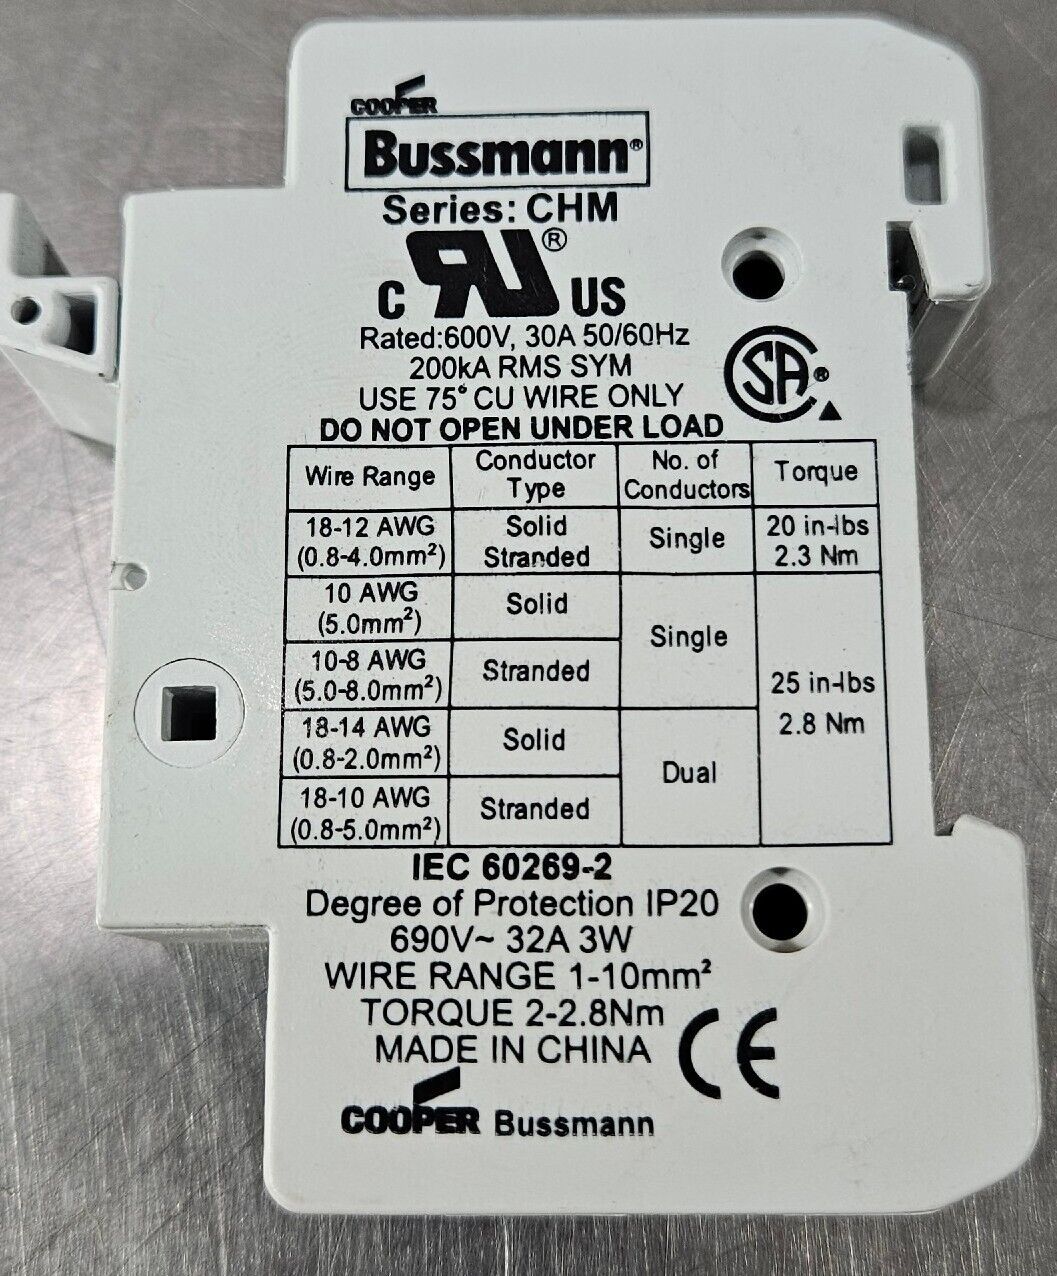 COOPER
Bussmann®
Series: CHM
C RU® US
Rated:600V, 30A 50/60Hz
200kA RMS SYM
USE 75° CU WIRE ONLY
SA®
DO NOT OPEN UNDER LOAD
Wire Range Conductor Type No. of Conductors Torque
18-12 AWG (0.8-4.0mm²) Solid Stranded Single 20 in-lbs 2.3 Nm
10 AWG (5.0mm²) Solid Single 25 in-lbs 2.8 Nm
10-8 AWG (5.0-8.0mm²) Stranded
18-14 AWG (0.8-2.0mm²) Solid Dual
18-10 AWG (0.8-5.0mm²) Stranded
IEC 60269-2
Degree of Protection IP20
690V~ 32A 3W
WIRE RANGE 1-10mm²
TORQUE 2-2.8Nm
MADE IN CHINA CE
COOPER Bussmann